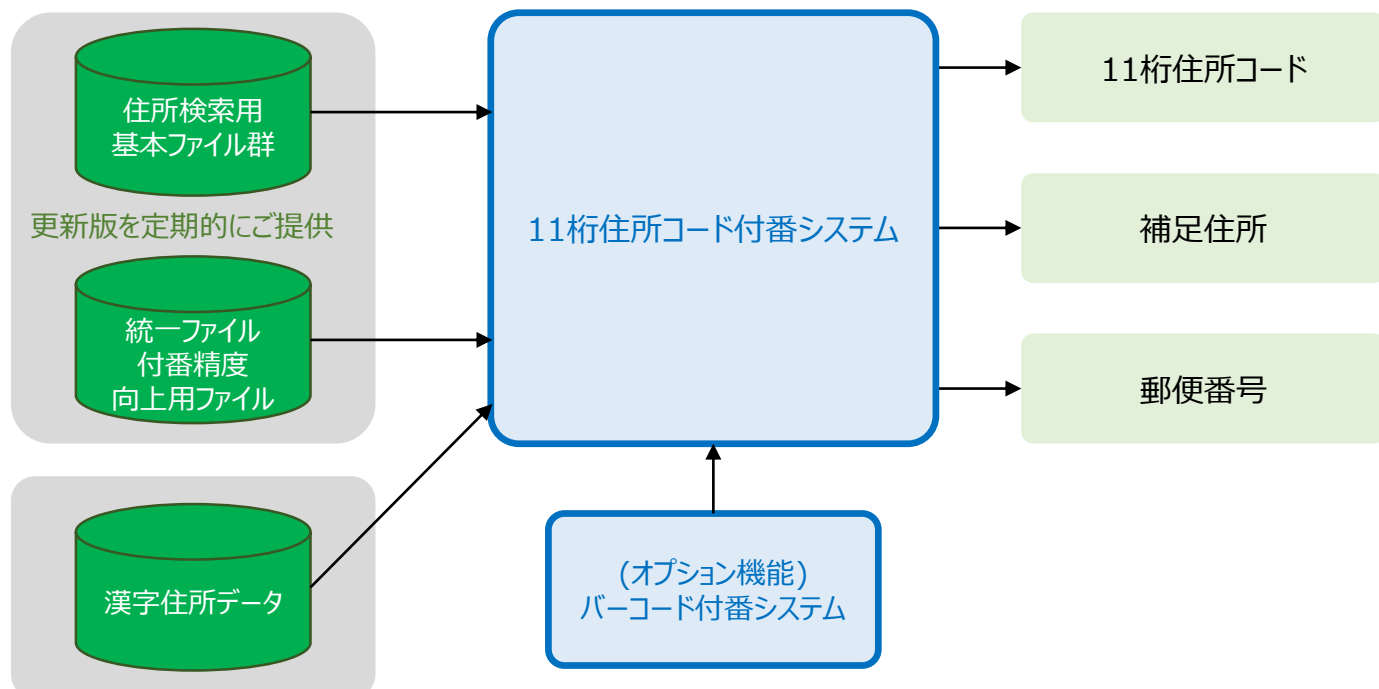 住所検索用
基本ファイル群
更新版を定期的にご提供
統一ファイル
付番精度
向上用ファイル
漢字住所データ
11桁住所コード付番システム
(オプション機能)
バーコード付番システム
11桁住所コード
補足住所
郵便番号